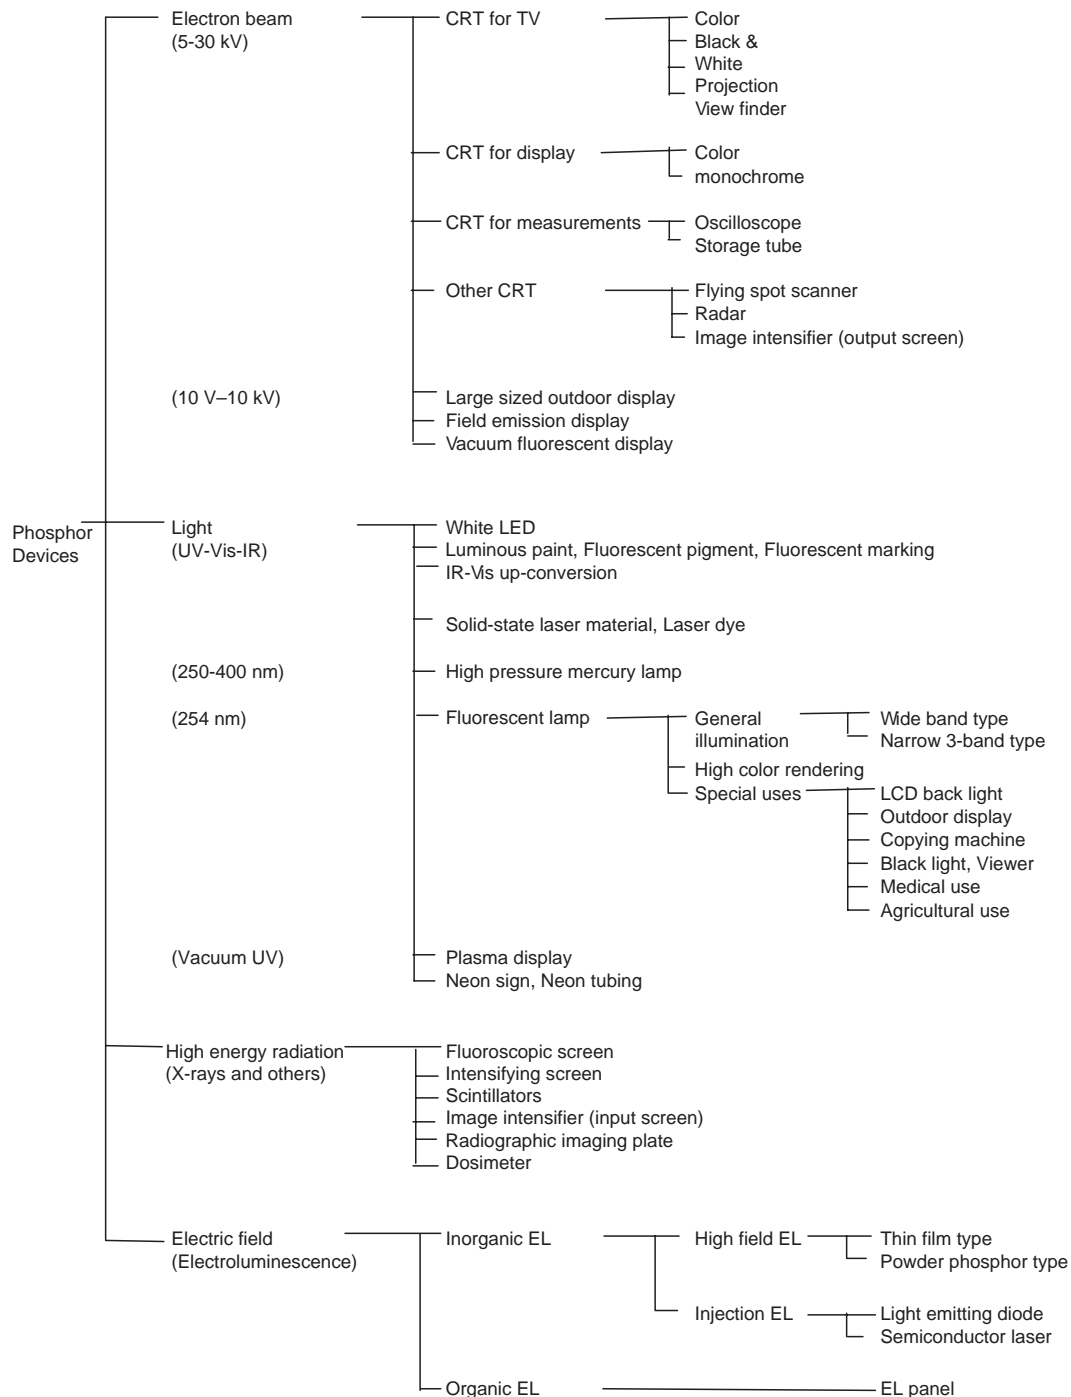 Electron beam
(5-30 kV)
CRT for TV
Color
Black &
White
Projection
View finder
CRT for display
Color
monochrome
CRT for measurements
Oscilloscope
Storage tube
Other CRT
Flying spot scanner
Radar
Image intensifier (output screen)
(10 V–10 kV)
Large sized outdoor display
Field emission display
Vacuum fluorescent display
Phosphor
Devices
Light
(UV-Vis-IR)
White LED
Luminous paint, Fluorescent pigment, Fluorescent marking
IR-Vis up-conversion
Solid-state laser material, Laser dye
(250-400 nm)
High pressure mercury lamp
(254 nm)
Fluorescent lamp
General
illumination
Wide band type
Narrow 3-band type
High color rendering
Special uses
LCD back light
Outdoor display
Copying machine
Black light, Viewer
Medical use
Agricultural use
(Vacuum UV)
Plasma display
Neon sign, Neon tubing
High energy radiation
(X-rays and others)
Fluoroscopic screen
Intensifying screen
Scintillators
Image intensifier (input screen)
Radiographic imaging plate
Dosimeter
Electric field
(Electroluminescence)
Inorganic EL
High field EL
Thin film type
Powder phosphor type
Injection EL
Light emitting diode
Semiconductor laser
Organic EL
EL panel